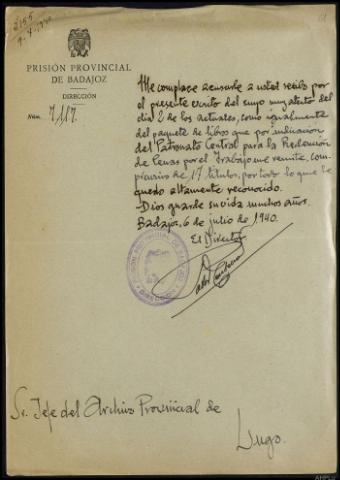 2155
PRISIÓN PROVINCIAL
DE BADAJOZ
DIRECCIÓN
Núm. 7117
Me complace acusarle a usted recibo por
el presente escrito del suyo muy atento del
día 2 de los actuales, como igualmente
del paquete de libros que por indicación
del Patronato Central para la Redención
de Penas por el Trabajo me remite, com-
prensivo de 17 títulos, por todo lo que le
quedo altamente reconocido.
Dios guarde su vida muchos años.
Badajoz, 6 de julio de 1940.
El Director
Sr. Jefe del Archivo Provincial de
Lugo.